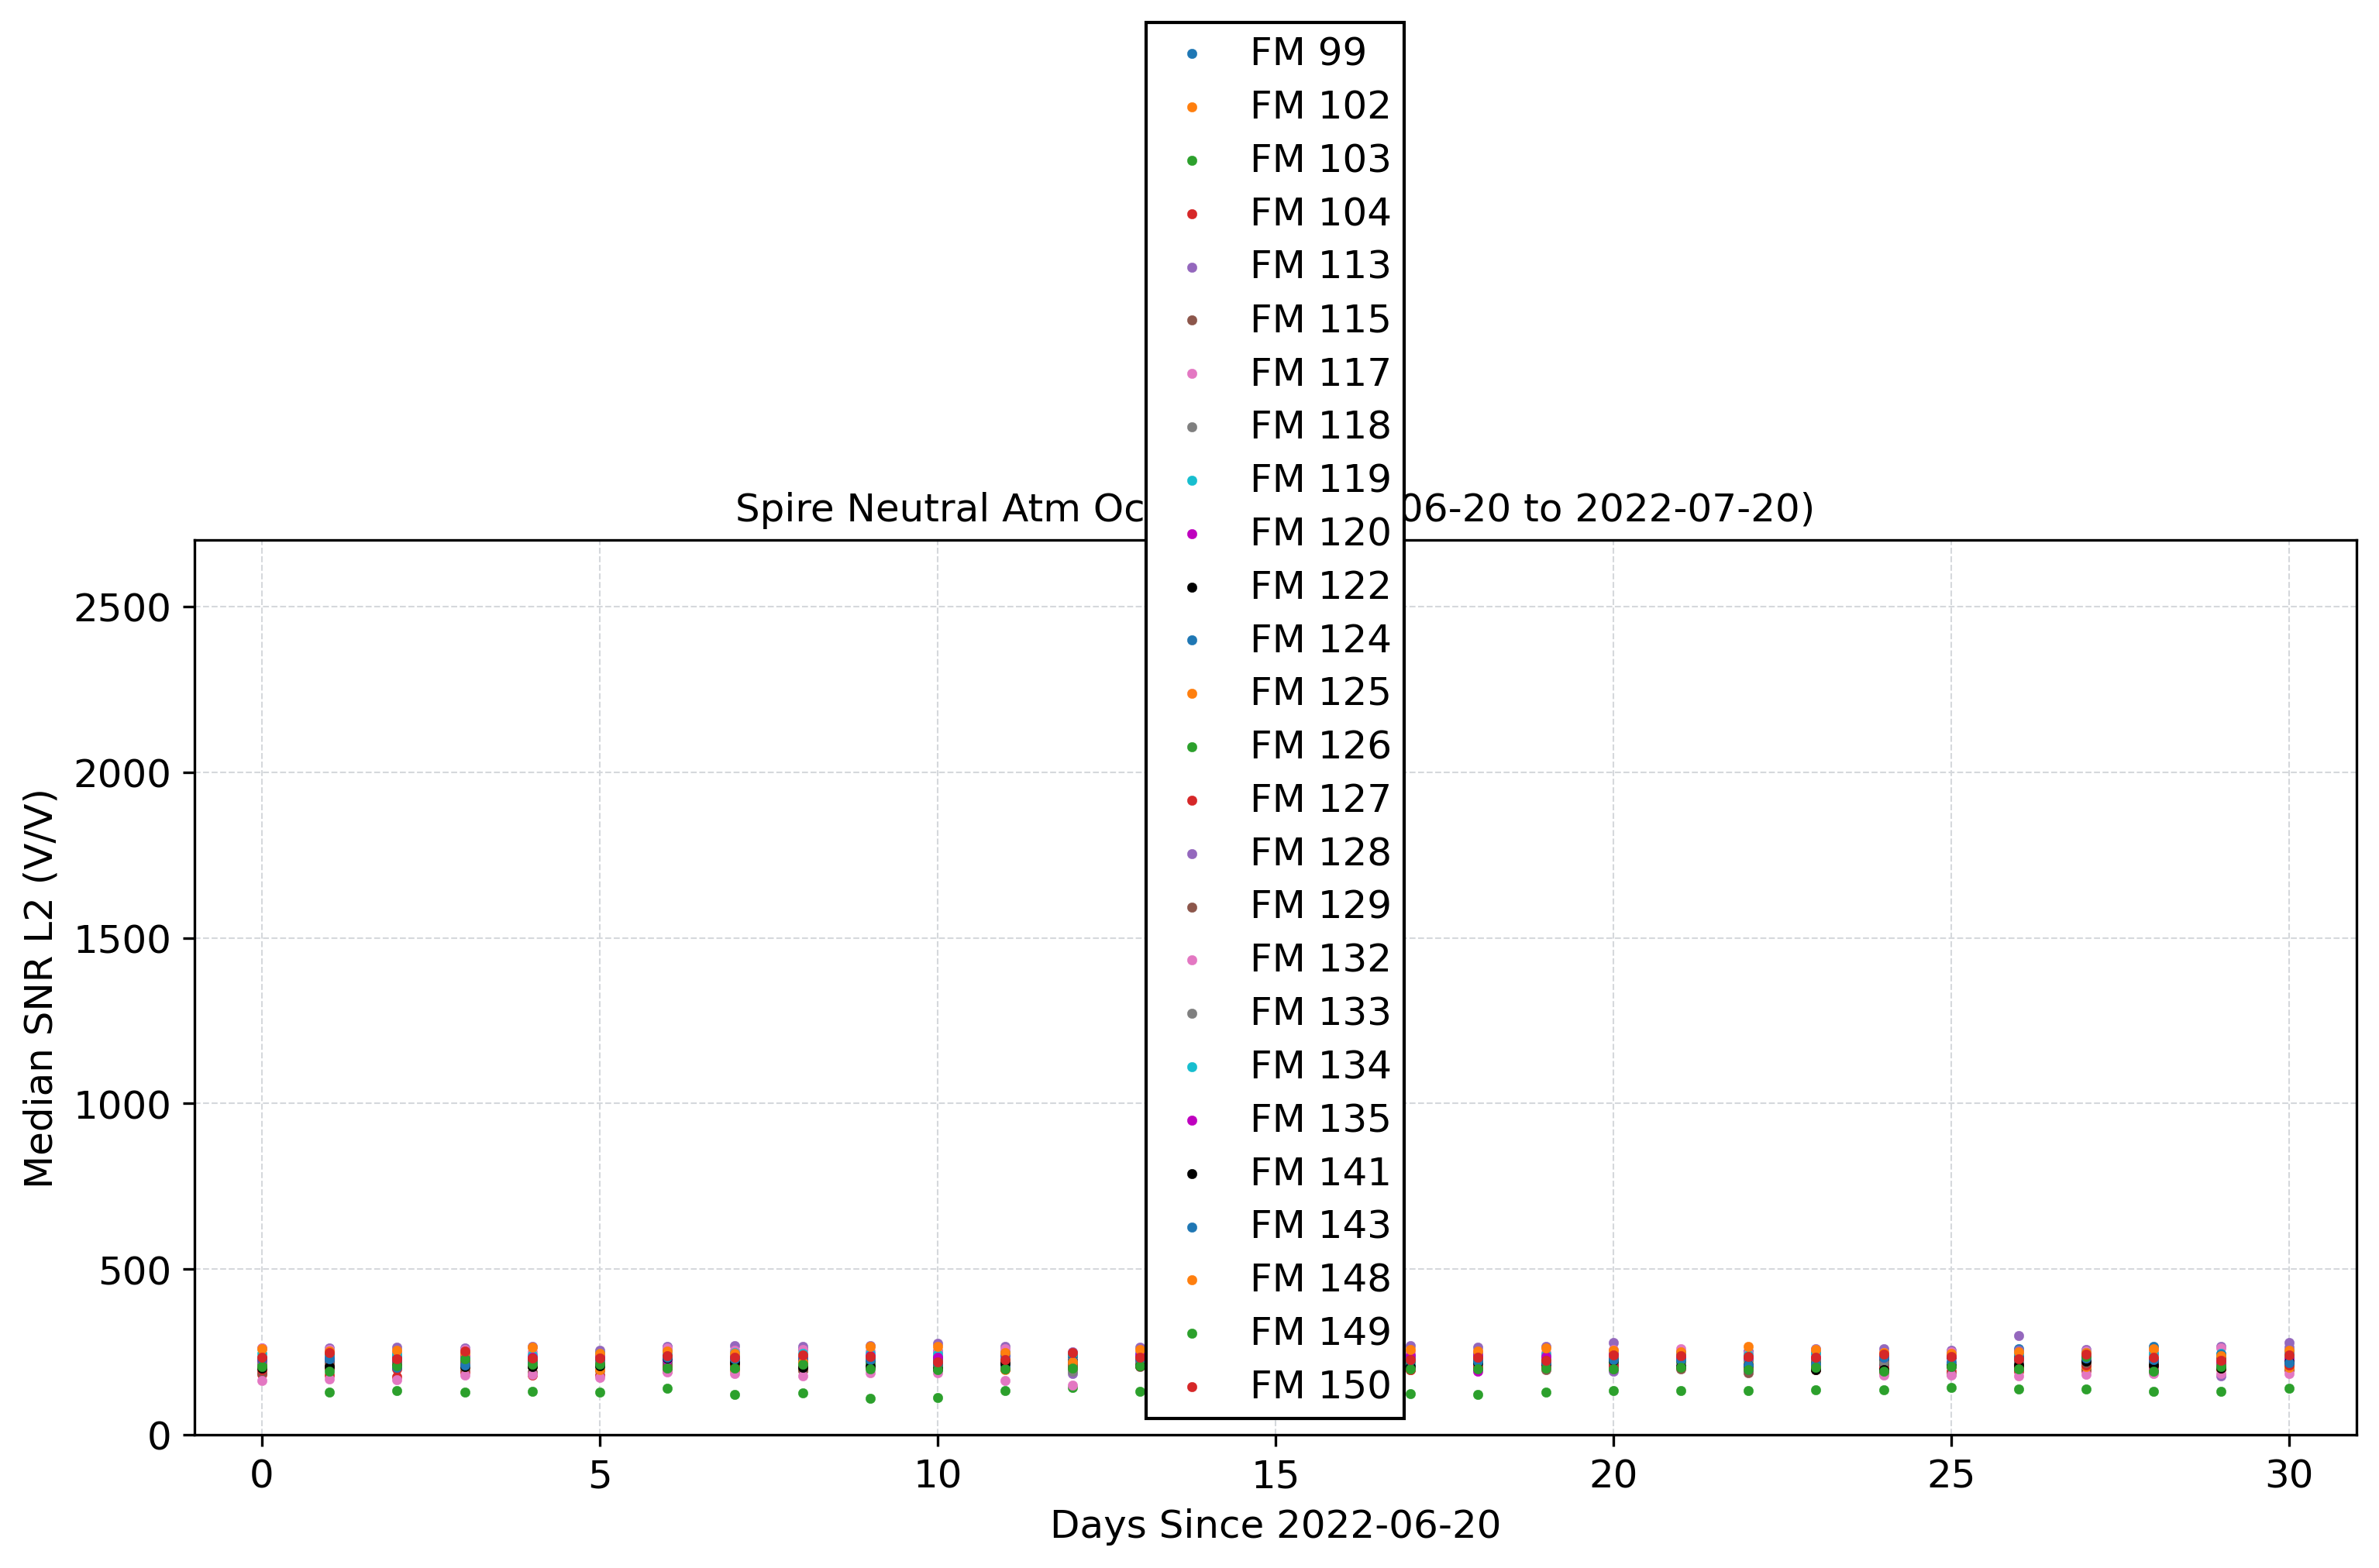 FM 99
FM 102
FM 103
FM 104
FM 113
FM 115
FM 117
FM 118
FM 119
FM 120
FM 122
FM 124
FM 125
FM 126
FM 127
FM 128
FM 129
FM 132
FM 133
FM 134
FM 135
FM 141
FM 143
FM 148
FM 149
FM 150
Spire Neutral Atm Oc 06-20 to 2022-07-20)
Median SNR L2 (V/V)
2500
2000
1500
1000
500
0
0 5 10 15 20 25 30
Days Since 2022-06-20